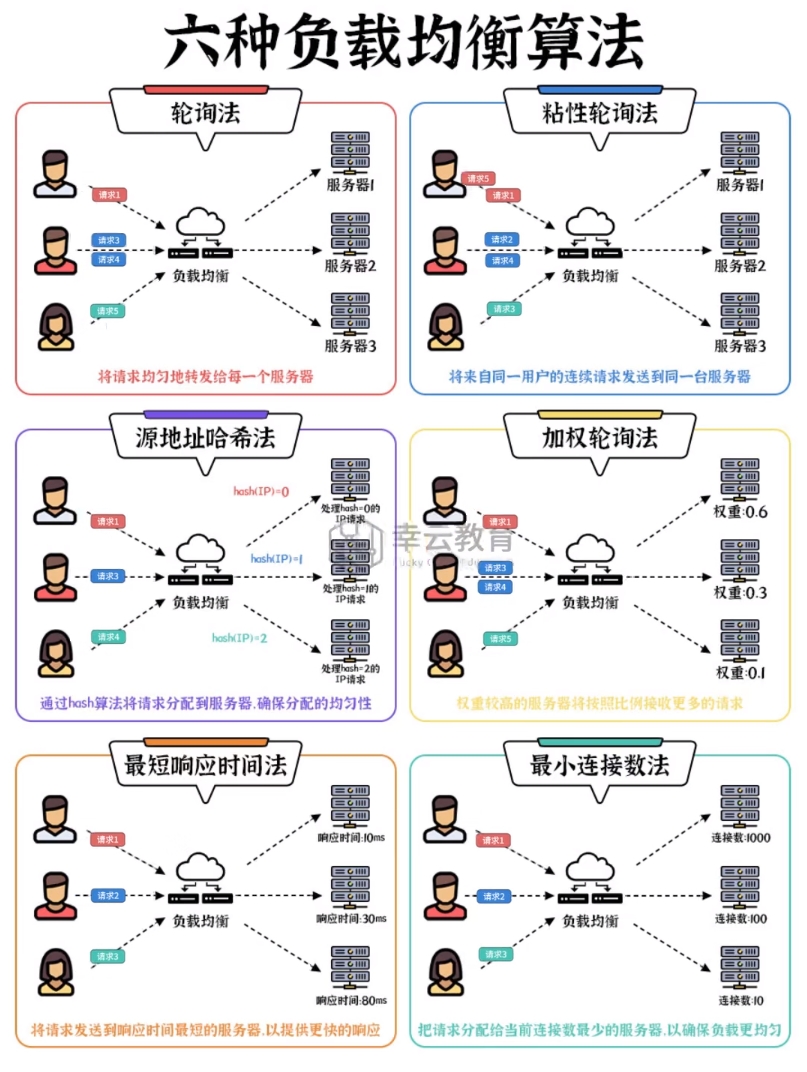 六种负载均衡算法
轮询法
请求1
请求3
请求4
请求5
负载均衡
服务器1
服务器2
服务器3
将请求均匀地转发给每一个服务器
粘性轮询法
请求5
请求1
请求2
请求4
请求3
负载均衡
服务器1
服务器2
服务器3
将来自同一用户的连续请求发送到同一台服务器
源地址哈希法
请求1
请求3
请求4
负载均衡
hash(IP)=0
hash(IP)=1
hash(IP)=2
处理hash=0的
IP请求
处理hash=1的
IP请求
处理hash=2的
IP请求
通过hash算法将请求分配到服务器,确保分配的均匀性
加权轮询法
请求1
请求3
请求4
请求5
负载均衡
权重:0.6
权重:0.3
权重:0.1
权重较高的服务器将按照比例接收更多的请求
幸云教育
最短响应时间法
请求1
请求2
请求3
负载均衡
响应时间:10ms
响应时间:30ms
响应时间:80ms
将请求发送到响应时间最短的服务器,以提供更快的响应
最小连接数法
请求1
请求2
请求3
负载均衡
连接数:1000
连接数:100
连接数:10
把请求分配给当前连接数最少的服务器,以确保负载更均匀